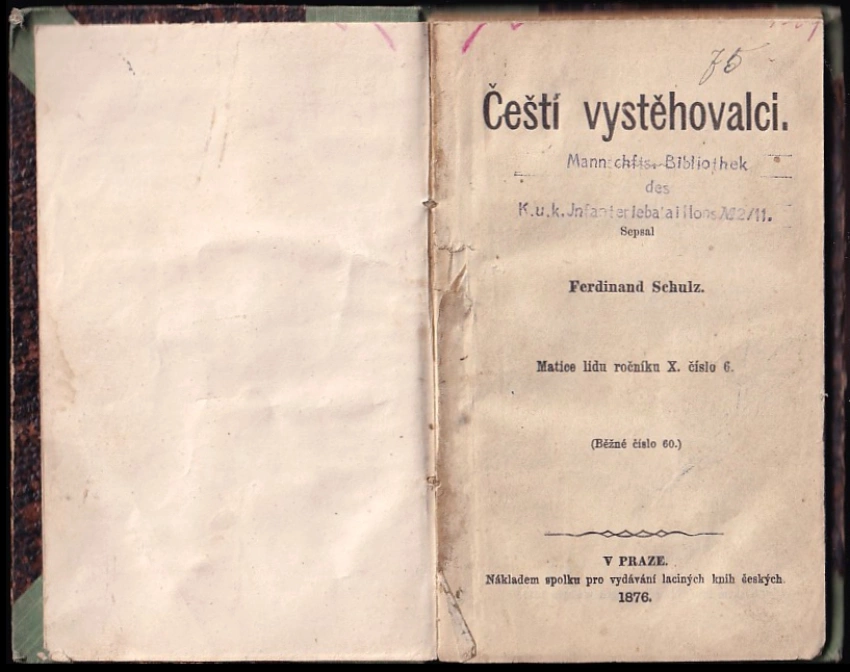 75
Čeští vystěhovalci.
Mannschfts.-Bibliothek
des
K.u.k. Infanteriebataillons
Sepsal
Ferdinand Schulz.
Matice lidu ročníku X. číslo 6.
(Běžné číslo 60.)
V PRAZE.
Nákladem spolku pro vydávání laciných knih českých.
1876.